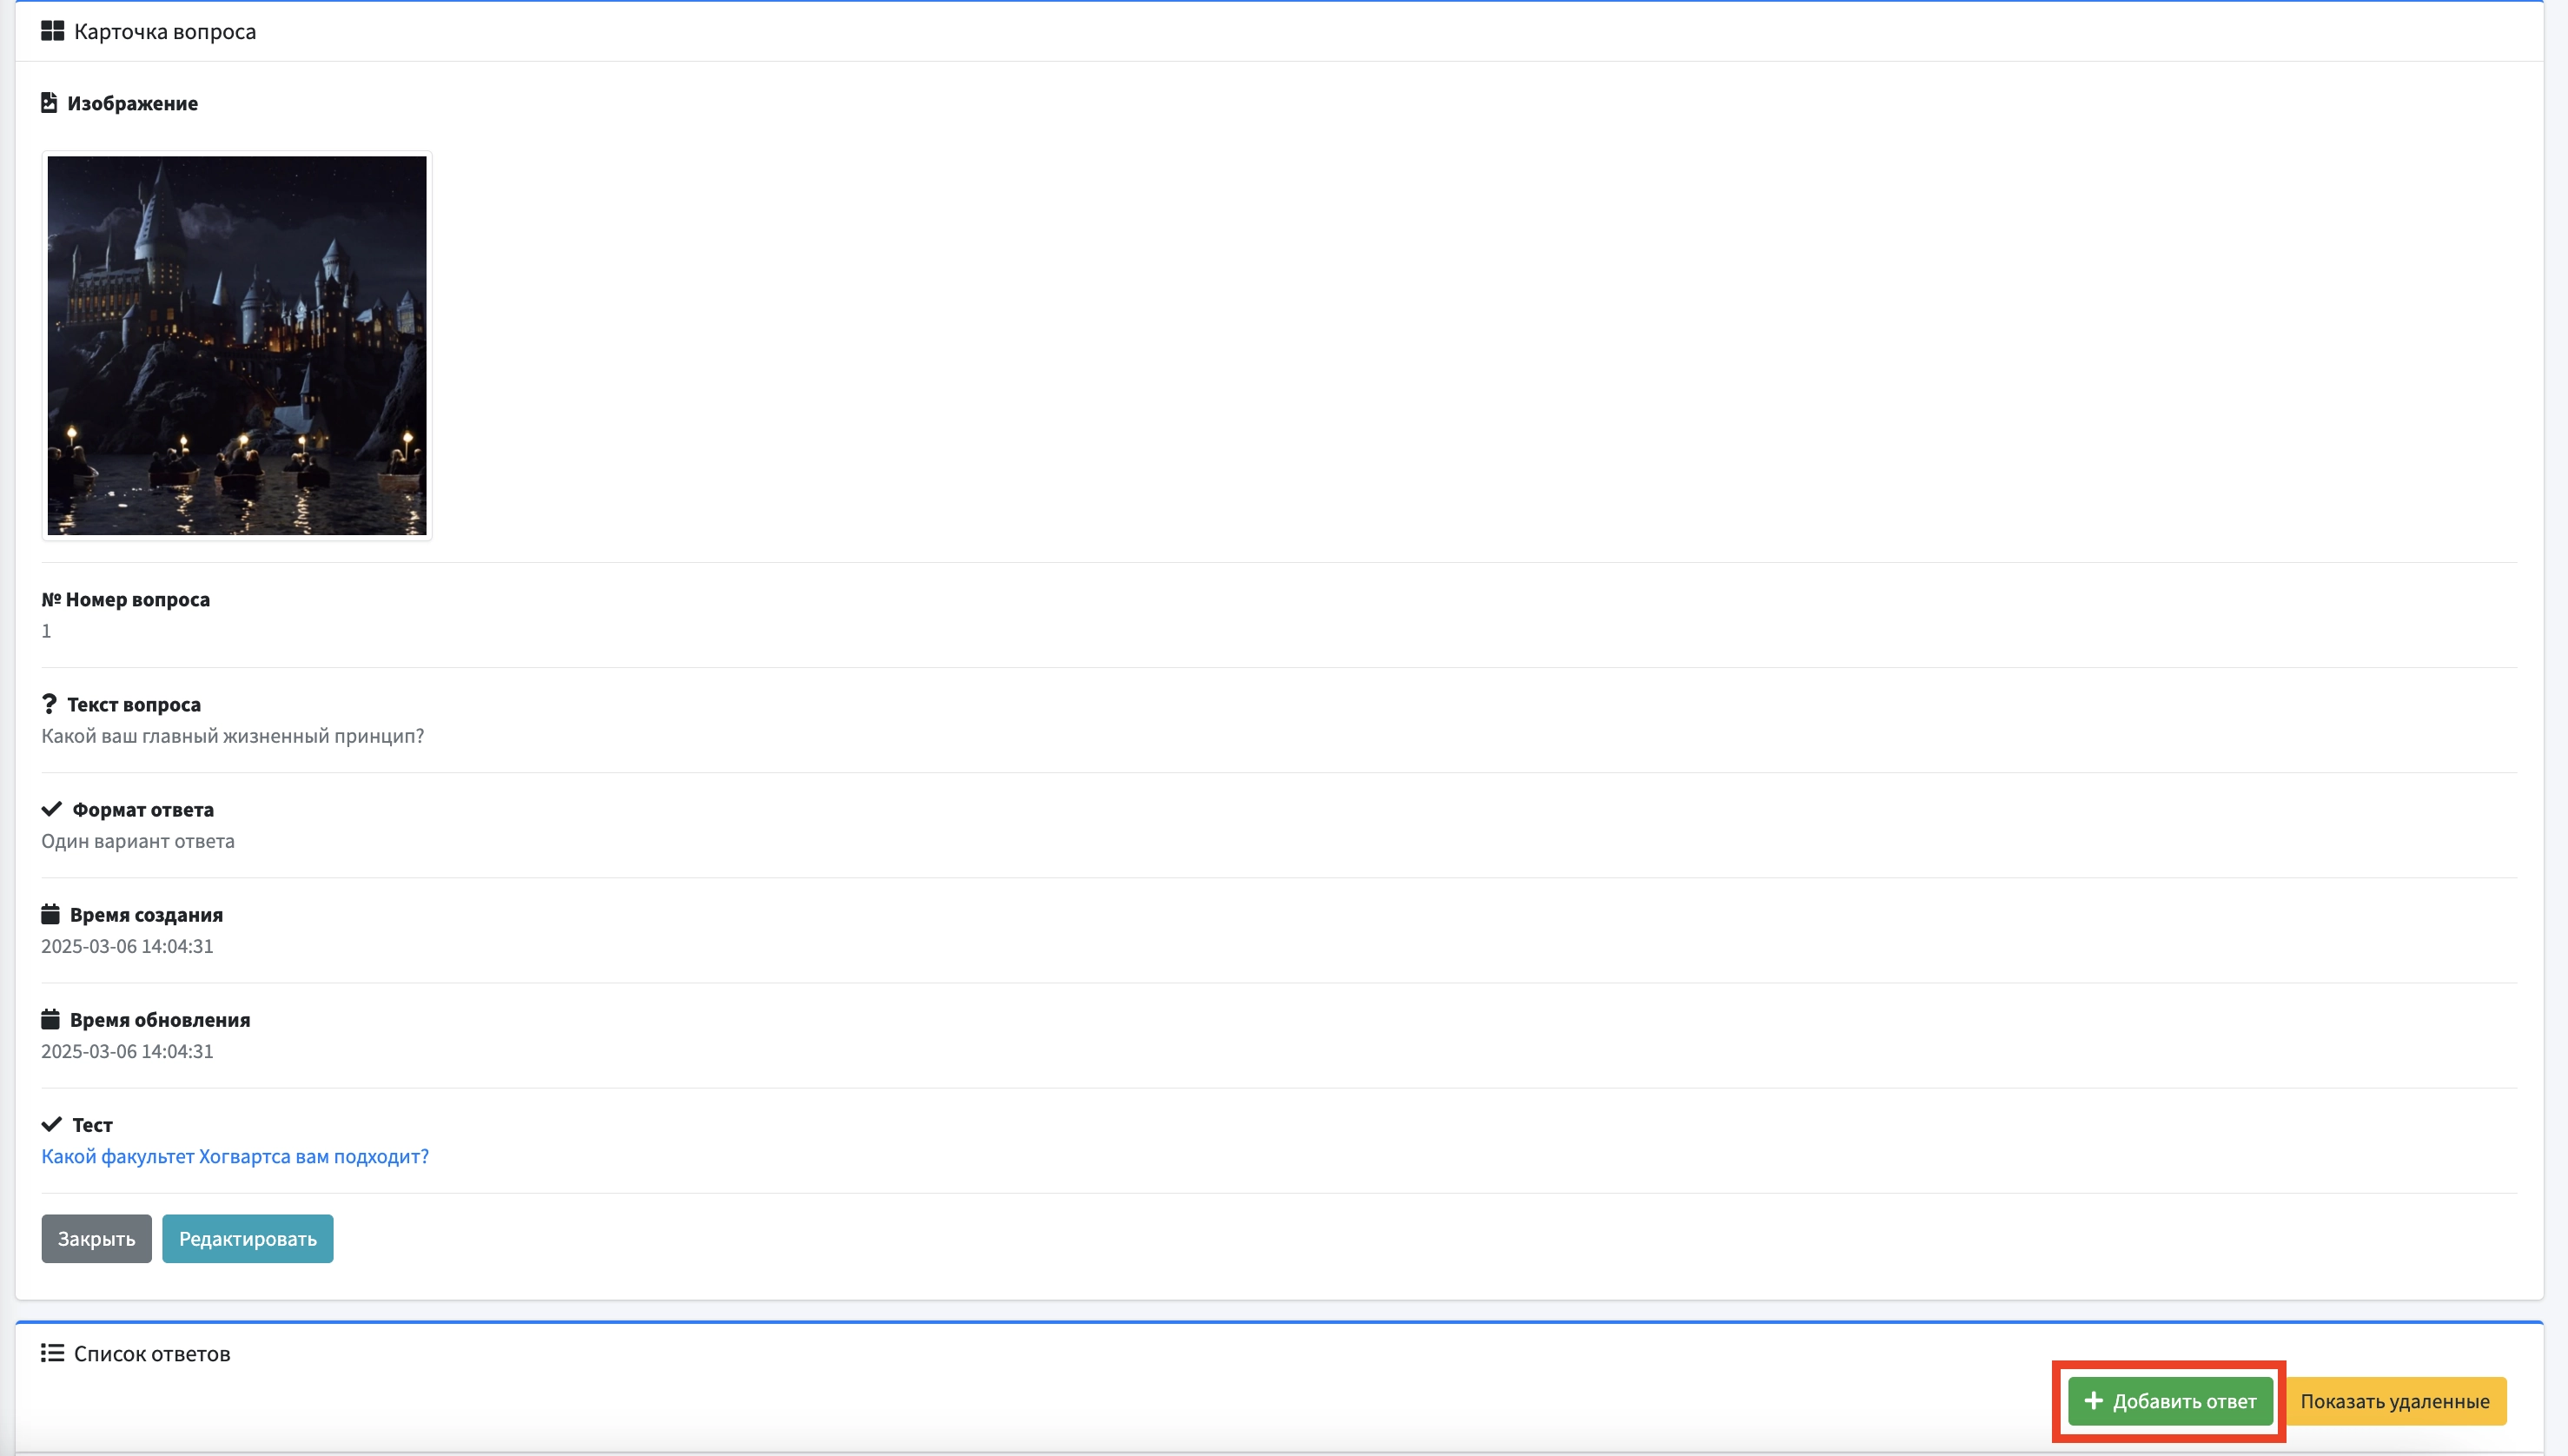 Карточка вопроса
Изображение
№ Номер вопроса
1
Текст вопроса
Какой ваш главный жизненный принцип?
Формат ответа
Один вариант ответа
Время создания
2025-03-06 14:04:31
Время обновления
2025-03-06 14:04:31
Тест
Какой факультет Хогвартса вам подходит?
Закрыть Редактировать
Список ответов
+ Добавить ответ Показать удаленные